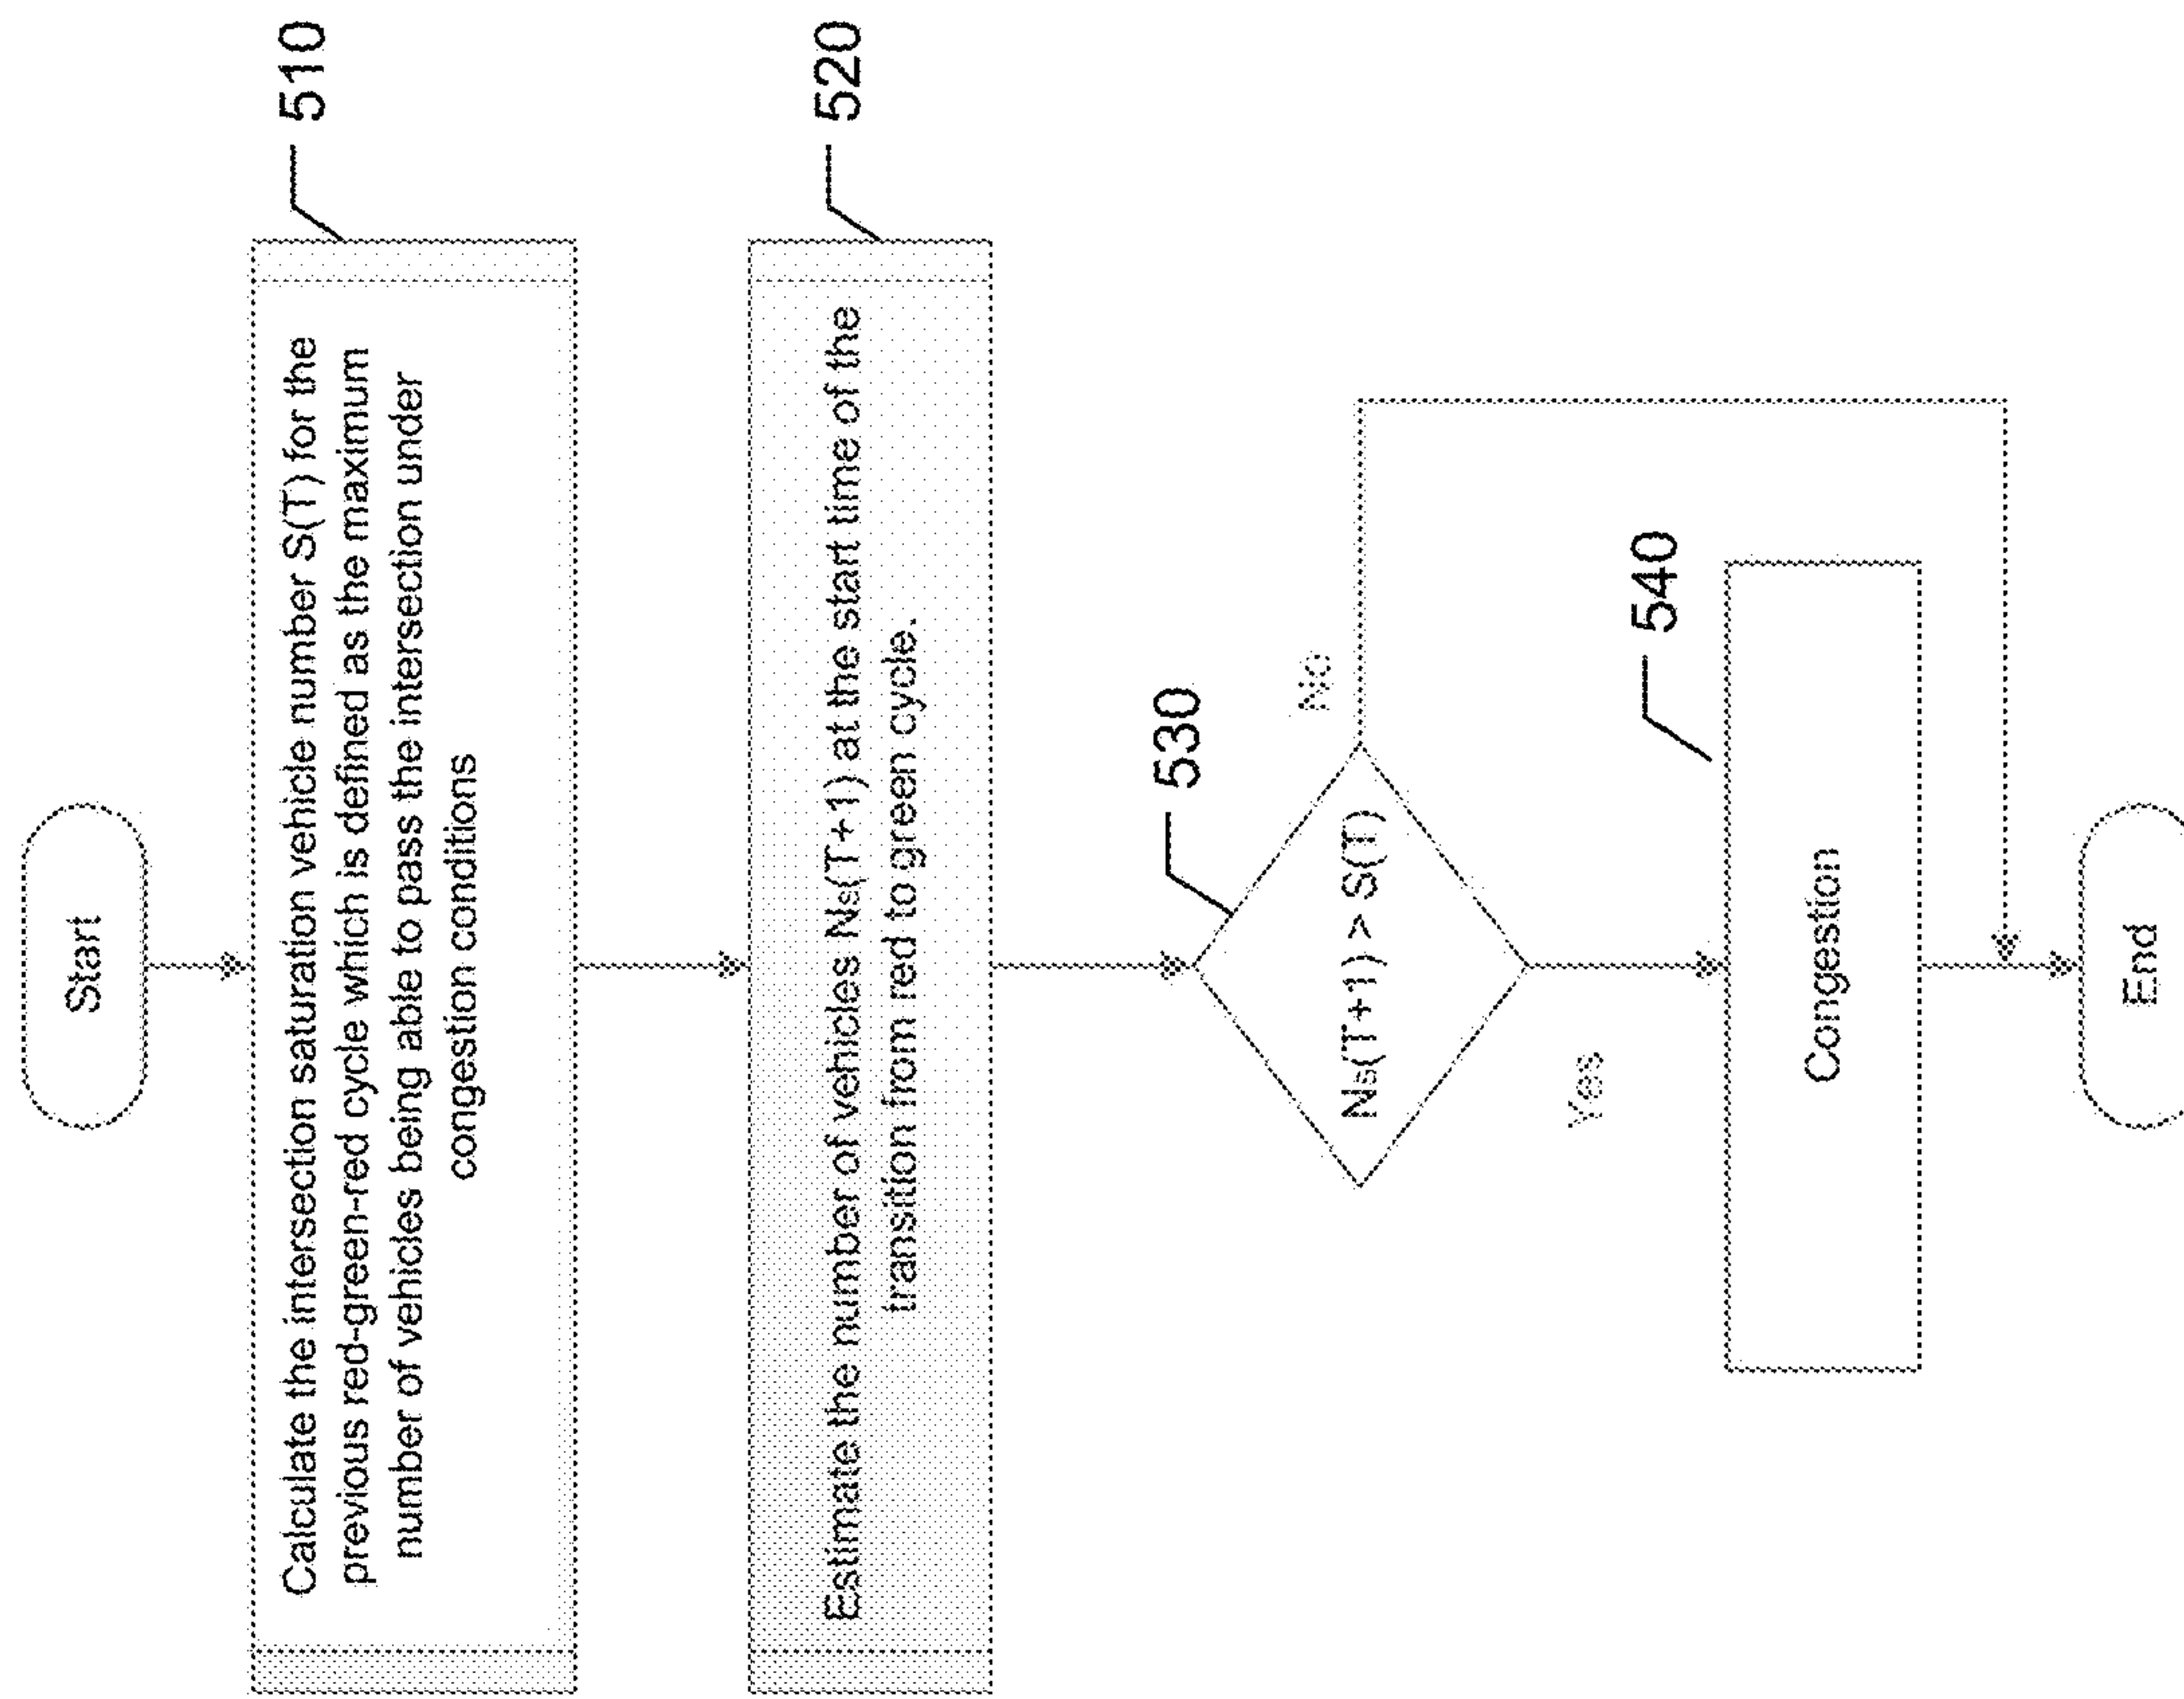 Start
510
Calculate the intersection saturation vehicle number S(T) for the
previous red-green-red cycle which is defined as the maximum
number of vehicles being able to pass the intersection under
congestion conditions
520
Estimate the number of vehicles Ns(T+1) at the start time of the
transition from red to green cycle.
530
Ns(T+1) > S(T)
No
Yes
540
Congestion
End